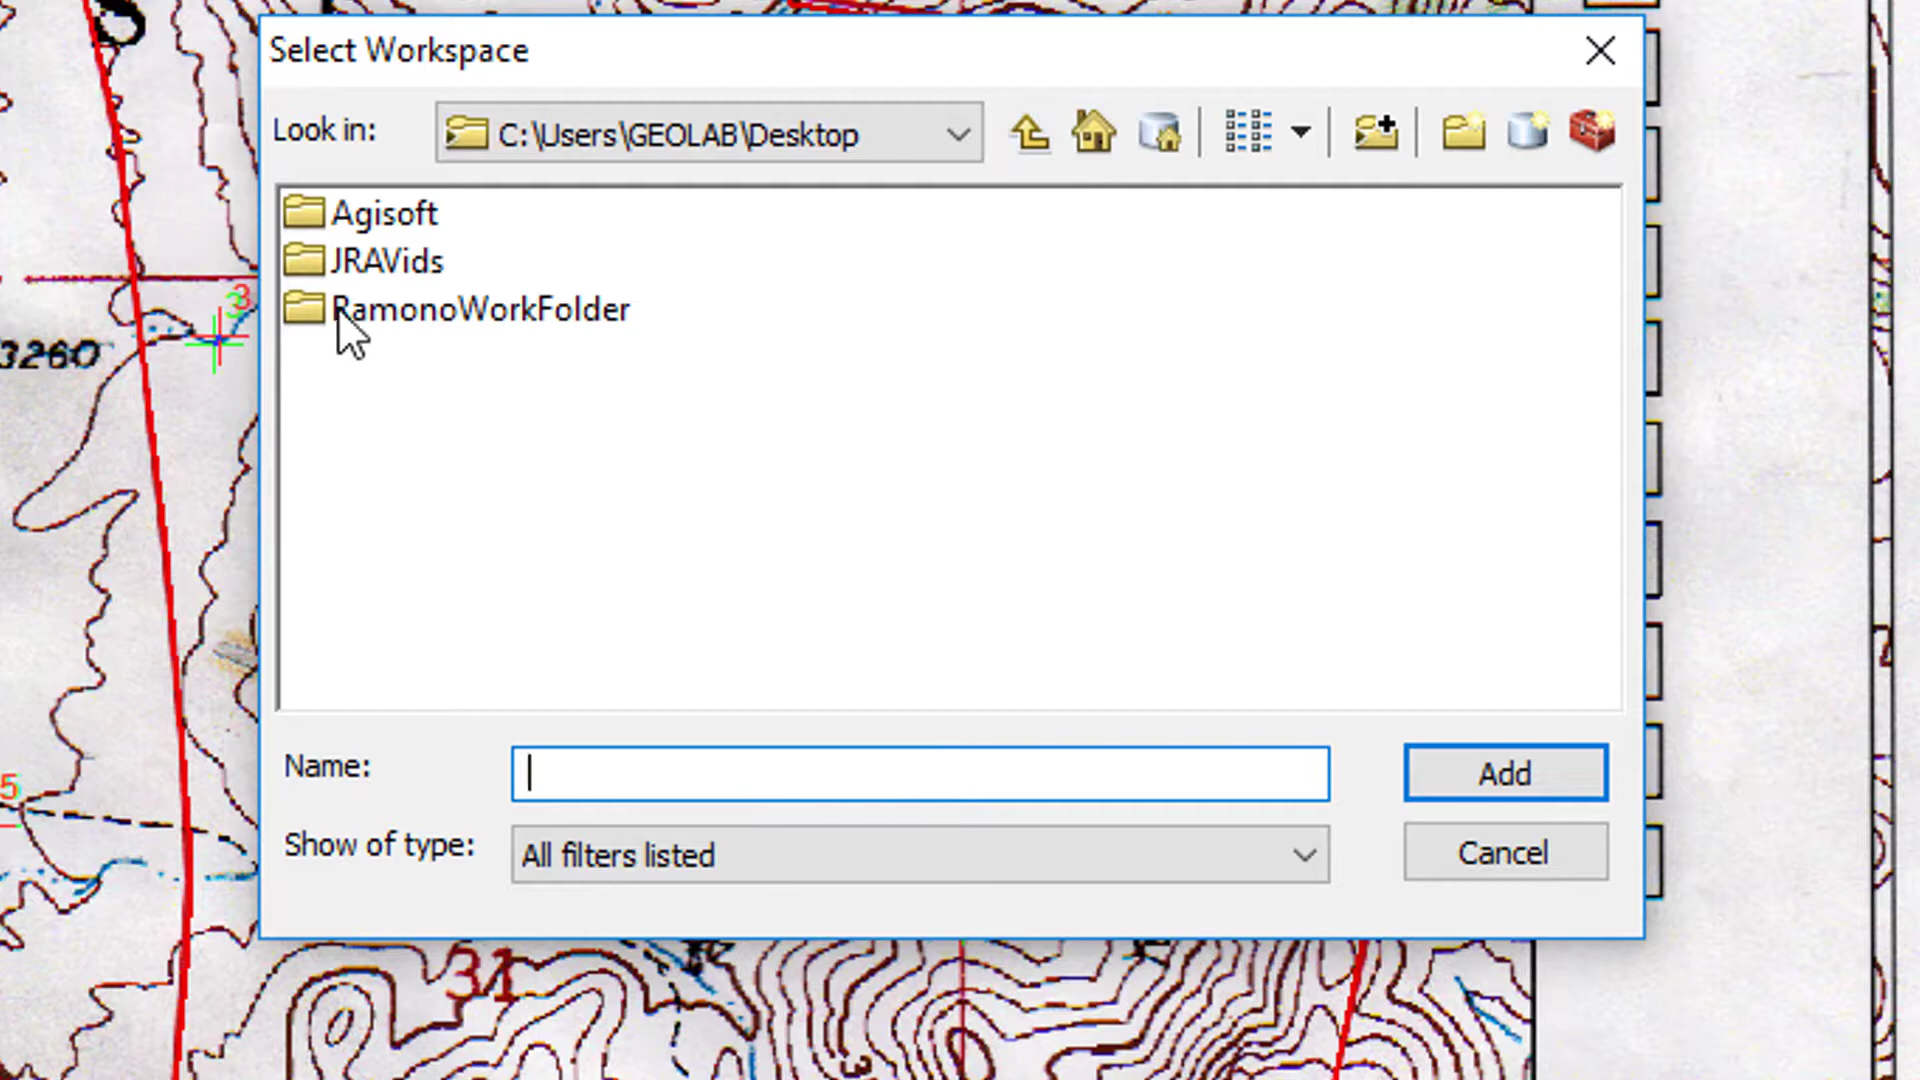 Select Workspace
Look in:
C:\Users\GEOLAB\Desktop
Agisoft
JRAVids
RamonoWorkFolder
3
3
3260
5
Name:
Add
Show of type:
All filters listed
Cancel
31